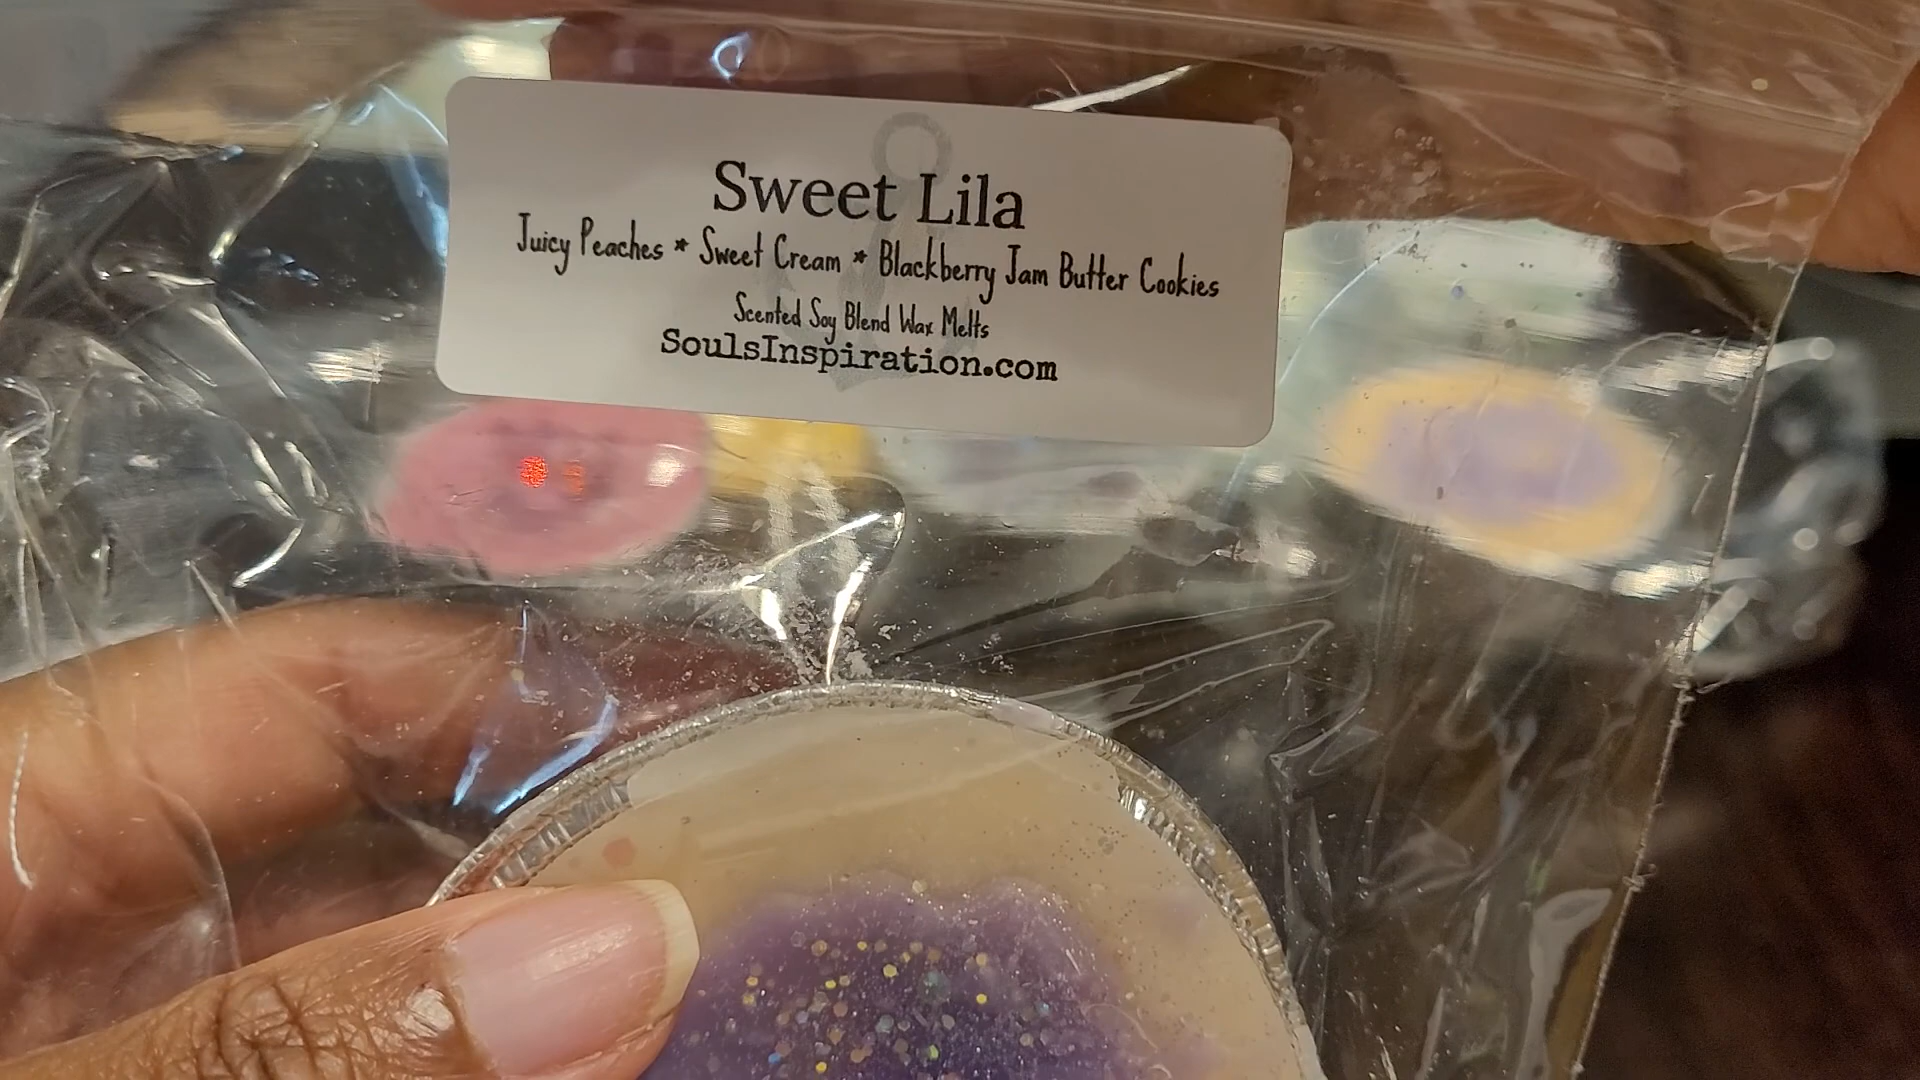 Sweet Lila
Juicy Peaches * Sweet Cream * Blackberry Jam Butter Cookies
Scented Soy Blend Wax Melts
SoulsInspiration.com